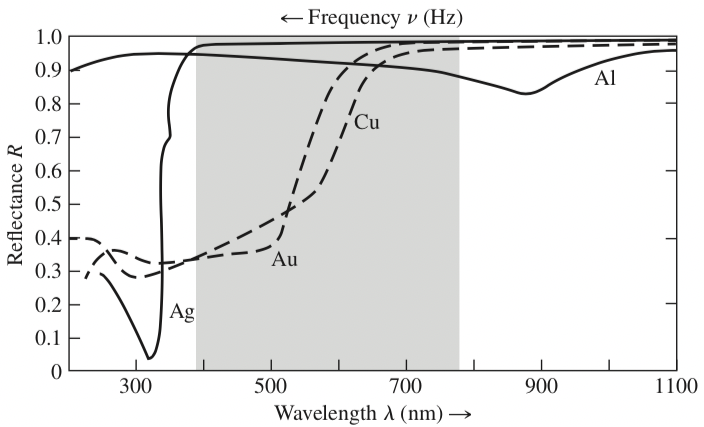 ← Frequency ν (Hz)
1.0
0.9
0.8
0.7
0.6
0.5
0.4
0.3
0.2
0.1
0
Reflectance R
Al
Cu
Au
Ag
300
500
700
900
1100
Wavelength λ (nm) →